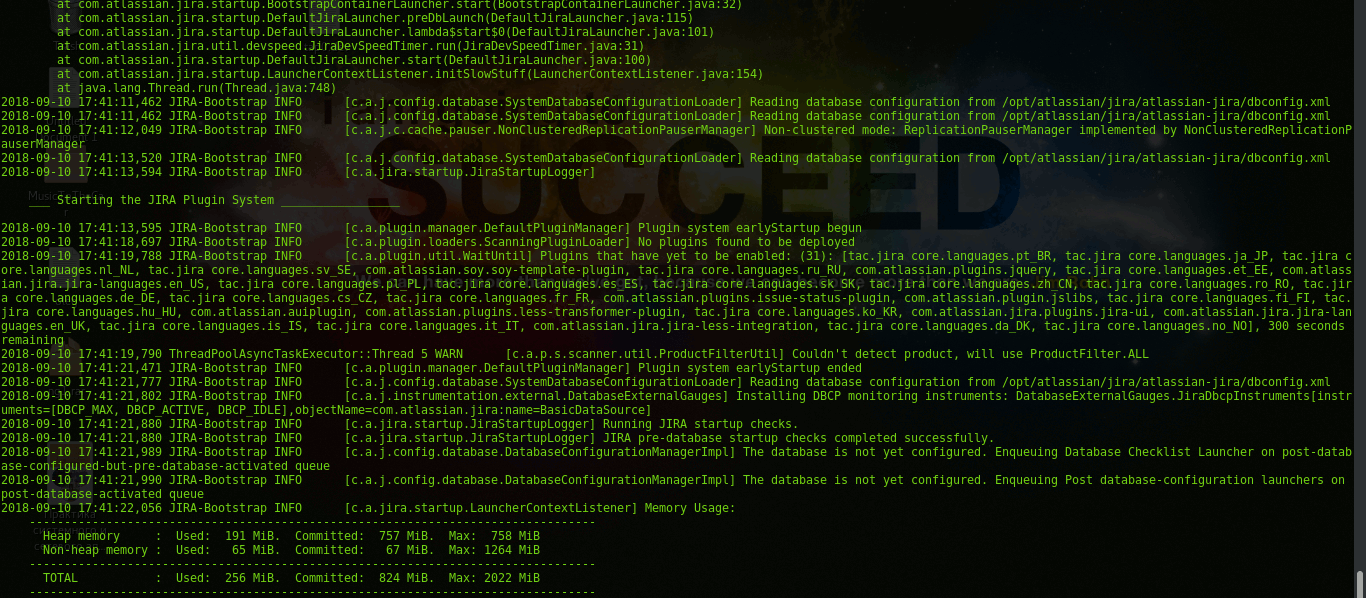 at com.atlassian.jira.startup.BootstrapContainerLauncher.start(BootstrapContainerLauncher.java:32)
at com.atlassian.jira.startup.DefaultJiraLauncher.preDbLaunch(DefaultJiraLauncher.java:115)
at com.atlassian.jira.startup.DefaultJiraLauncher.lambda$start$0(DefaultJiraLauncher.java:101)
at com.atlassian.jira.util.devspeed.JiraDevSpeedTimer.run(JiraDevSpeedTimer.java:31)
at com.atlassian.jira.startup.DefaultJiraLauncher.start(DefaultJiraLauncher.java:100)
at com.atlassian.jira.startup.LauncherContextListener.initSlowStuff(LauncherContextListener.java:154)
at java.lang.Thread.run(Thread.java:748)
2018-09-10 17:41:11,462 JIRA-Bootstrap INFO      [c.a.j.config.database.SystemDatabaseConfigurationLoader] Reading database configuration from /opt/atlassian/jira/atlassian-jira/dbconfig.xml
2018-09-10 17:41:11,462 JIRA-Bootstrap INFO      [c.a.j.config.database.SystemDatabaseConfigurationLoader] Reading database configuration from /opt/atlassian/jira/atlassian-jira/dbconfig.xml
2018-09-10 17:41:12,049 JIRA-Bootstrap INFO      [c.a.j.c.cache.pauser.NonClusteredReplicationPauserManager] Non-clustered mode: ReplicationPauserManager implemented by NonClusteredReplicationP
auserManager
2018-09-10 17:41:13,520 JIRA-Bootstrap INFO      [c.a.j.config.database.SystemDatabaseConfigurationLoader] Reading database configuration from /opt/atlassian/jira/atlassian-jira/dbconfig.xml
2018-09-10 17:41:13,594 JIRA-Bootstrap INFO      [c.a.jira.startup.JiraStartupLogger]
SUCCEED
___ Starting the JIRA Plugin System _________________
2018-09-10 17:41:13,595 JIRA-Bootstrap INFO      [c.a.plugin.manager.DefaultPluginManager] Plugin system earlyStartup begun
2018-09-10 17:41:18,697 JIRA-Bootstrap INFO      [c.a.plugin.loaders.ScanningPluginLoader] No plugins found to be deployed
2018-09-10 17:41:19,788 JIRA-Bootstrap INFO      [c.a.plugin.util.WaitUntil] Plugins that have yet to be enabled: (31): [tac.jira core.languages.pt_BR, tac.jira core.languages.ja_JP, tac.jira c
ore.languages.nl_NL, tac.jira core.languages.sv_SE, com.atlassian.soy.soy-template-plugin, tac.jira core.languages.ru_RU, com.atlassian.plugins.jquery, tac.jira core.languages.et_EE, com.atlass
ian.jira.jira-languages.en_US, tac.jira core.languages.pl_PL, tac.jira core.languages.es_ES, tac.jira core.languages.sk_SK, tac.jira core.languages.zh_CN, tac.jira core.languages.ro_RO, tac.jir
a core.languages.de_DE, tac.jira core.languages.cs_CZ, tac.jira core.languages.fr_FR, com.atlassian.plugins.issue-status-plugin, com.atlassian.plugin.jslibs, tac.jira core.languages.fi_FI, tac.
jira core.languages.hu_HU, com.atlassian.auiplugin, com.atlassian.plugins.less-transformer-plugin, tac.jira core.languages.ko_KR, com.atlassian.jira.plugins.jira-ui, com.atlassian.jira.jira-lan
guages.en_UK, tac.jira core.languages.is_IS, tac.jira core.languages.it_IT, com.atlassian.jira.jira-less-integration, tac.jira core.languages.da_DK, tac.jira core.languages.no_NO], 300 seconds
remaining
2018-09-10 17:41:19,790 ThreadPoolAsyncTaskExecutor::Thread 5 WARN      [c.a.p.s.scanner.util.ProductFilterUtil] Couldn't detect product, will use ProductFilter.ALL
2018-09-10 17:41:21,471 JIRA-Bootstrap INFO      [c.a.plugin.manager.DefaultPluginManager] Plugin system earlyStartup ended
2018-09-10 17:41:21,777 JIRA-Bootstrap INFO      [c.a.j.config.database.SystemDatabaseConfigurationLoader] Reading database configuration from /opt/atlassian/jira/atlassian-jira/dbconfig.xml
2018-09-10 17:41:21,802 JIRA-Bootstrap INFO      [c.a.j.instrumentation.external.DatabaseExternalGauges] Installing DBCP monitoring instruments: DatabaseExternalGauges.JiraDbcpInstruments[instr
uments=[DBCP_MAX, DBCP_ACTIVE, DBCP_IDLE],objectName=com.atlassian.jira:name=BasicDataSource]
2018-09-10 17:41:21,880 JIRA-Bootstrap INFO      [c.a.jira.startup.JiraStartupLogger] Running JIRA startup checks.
2018-09-10 17:41:21,880 JIRA-Bootstrap INFO      [c.a.jira.startup.JiraStartupLogger] JIRA pre-database startup checks completed successfully.
2018-09-10 17:41:21,989 JIRA-Bootstrap INFO      [c.a.j.config.database.DatabaseConfigurationManagerImpl] The database is not yet configured. Enqueuing Database Checklist Launcher on post-datab
ase-configured-but-pre-database-activated queue
2018-09-10 17:41:21,990 JIRA-Bootstrap INFO      [c.a.j.config.database.DatabaseConfigurationManagerImpl] The database is not yet configured. Enqueuing Post database-configuration launchers on
post-database-activated queue
2018-09-10 17:41:22,056 JIRA-Bootstrap INFO      [c.a.jira.startup.LauncherContextListener] Memory Usage:
---------------------------------------------------------------------------------
Heap memory     :  Used:  191 MiB.  Committed:  757 MiB.  Max:  758 MiB
Non-heap memory :  Used:   65 MiB.  Committed:   67 MiB.  Max: 1264 MiB
---------------------------------------------------------------------------------
TOTAL           :  Used:  256 MiB.  Committed:  824 MiB.  Max: 2022 MiB
---------------------------------------------------------------------------------